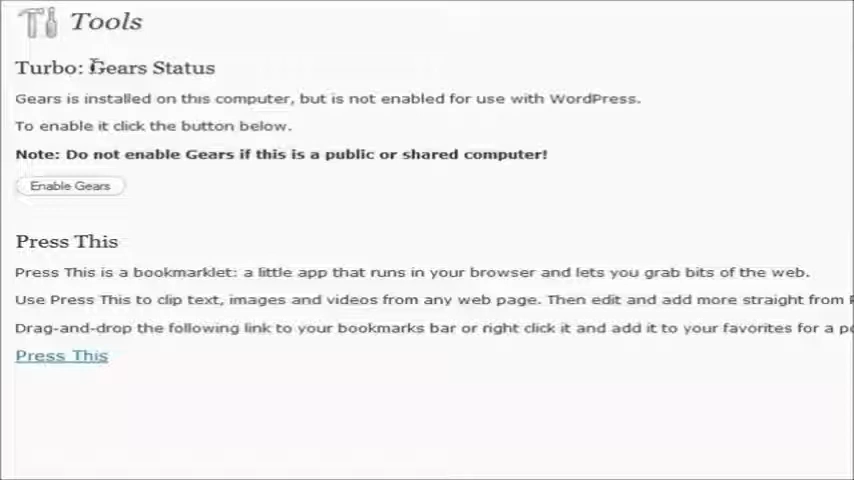 Tools
Turbo: Gears Status
Gears is installed on this computer, but is not enabled for use with WordPress.
To enable it click the button below.
Note: Do not enable Gears if this is a public or shared computer!
Enable Gears
Press This
Press This is a bookmarklet: a little app that runs in your browser and lets you grab bits of the web.
Use Press This to clip text, images and videos from any web page. Then edit and add more straight from
Drag-and-drop the following link to your bookmarks bar or right click it and add it to your favorites for a
Press This